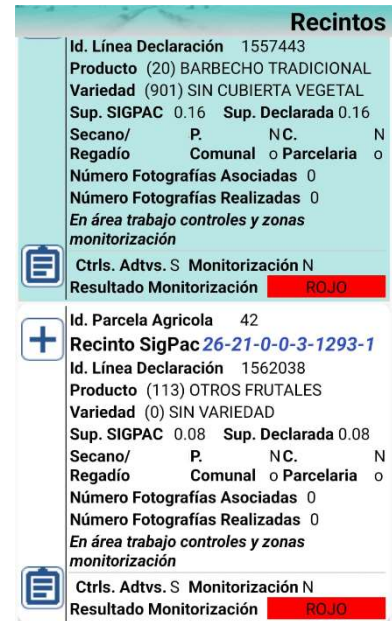 Recintos
Id. Línea Declaración 1557443
Producto (20) BARBECHO TRADICIONAL
Variedad (901) SIN CUBIERTA VEGETAL
Sup. SIGPAC 0.16 Sup. Declarada 0.16
Secano/ P. N C. N
Regadío Comunal o Parcelaria o
Número Fotografías Asociadas 0
Número Fotografías Realizadas 0
En área trabajo controles y zonas
monitorización
Ctrls. Advts. S Monitorización N
Resultado Monitorización ROJO
Id. Parcela Agricola 42
Recinto SigPac 26-21-0-0-3-1293-1
Id. Línea Declaración 1562038
Producto (113) OTROS FRUTALES
Variedad (0) SIN VARIEDAD
Sup. SIGPAC 0.08 Sup. Declarada 0.08
Secano/ P. N C. N
Regadío Comunal o Parcelaria o
Número Fotografías Asociadas 0
Número Fotografías Realizadas 0
En área trabajo controles y zonas
monitorización
Ctrls. Adtvs. S Monitorización N
Resultado Monitorización ROJO